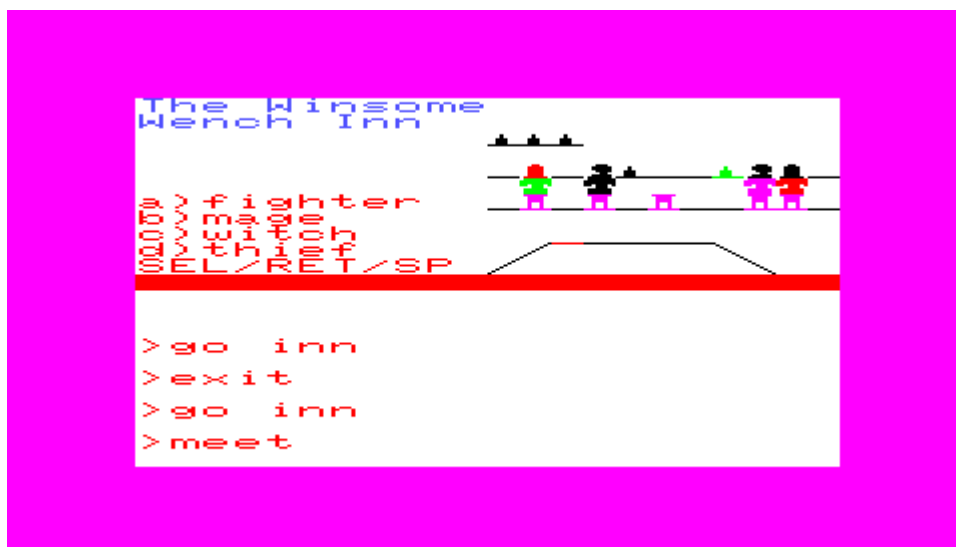 The Winsome
Wench Inn
a)fighter
b)mage
c)witch
d)thief
SEL/RET/SP
>go inn
>exit
>go inn
>meet